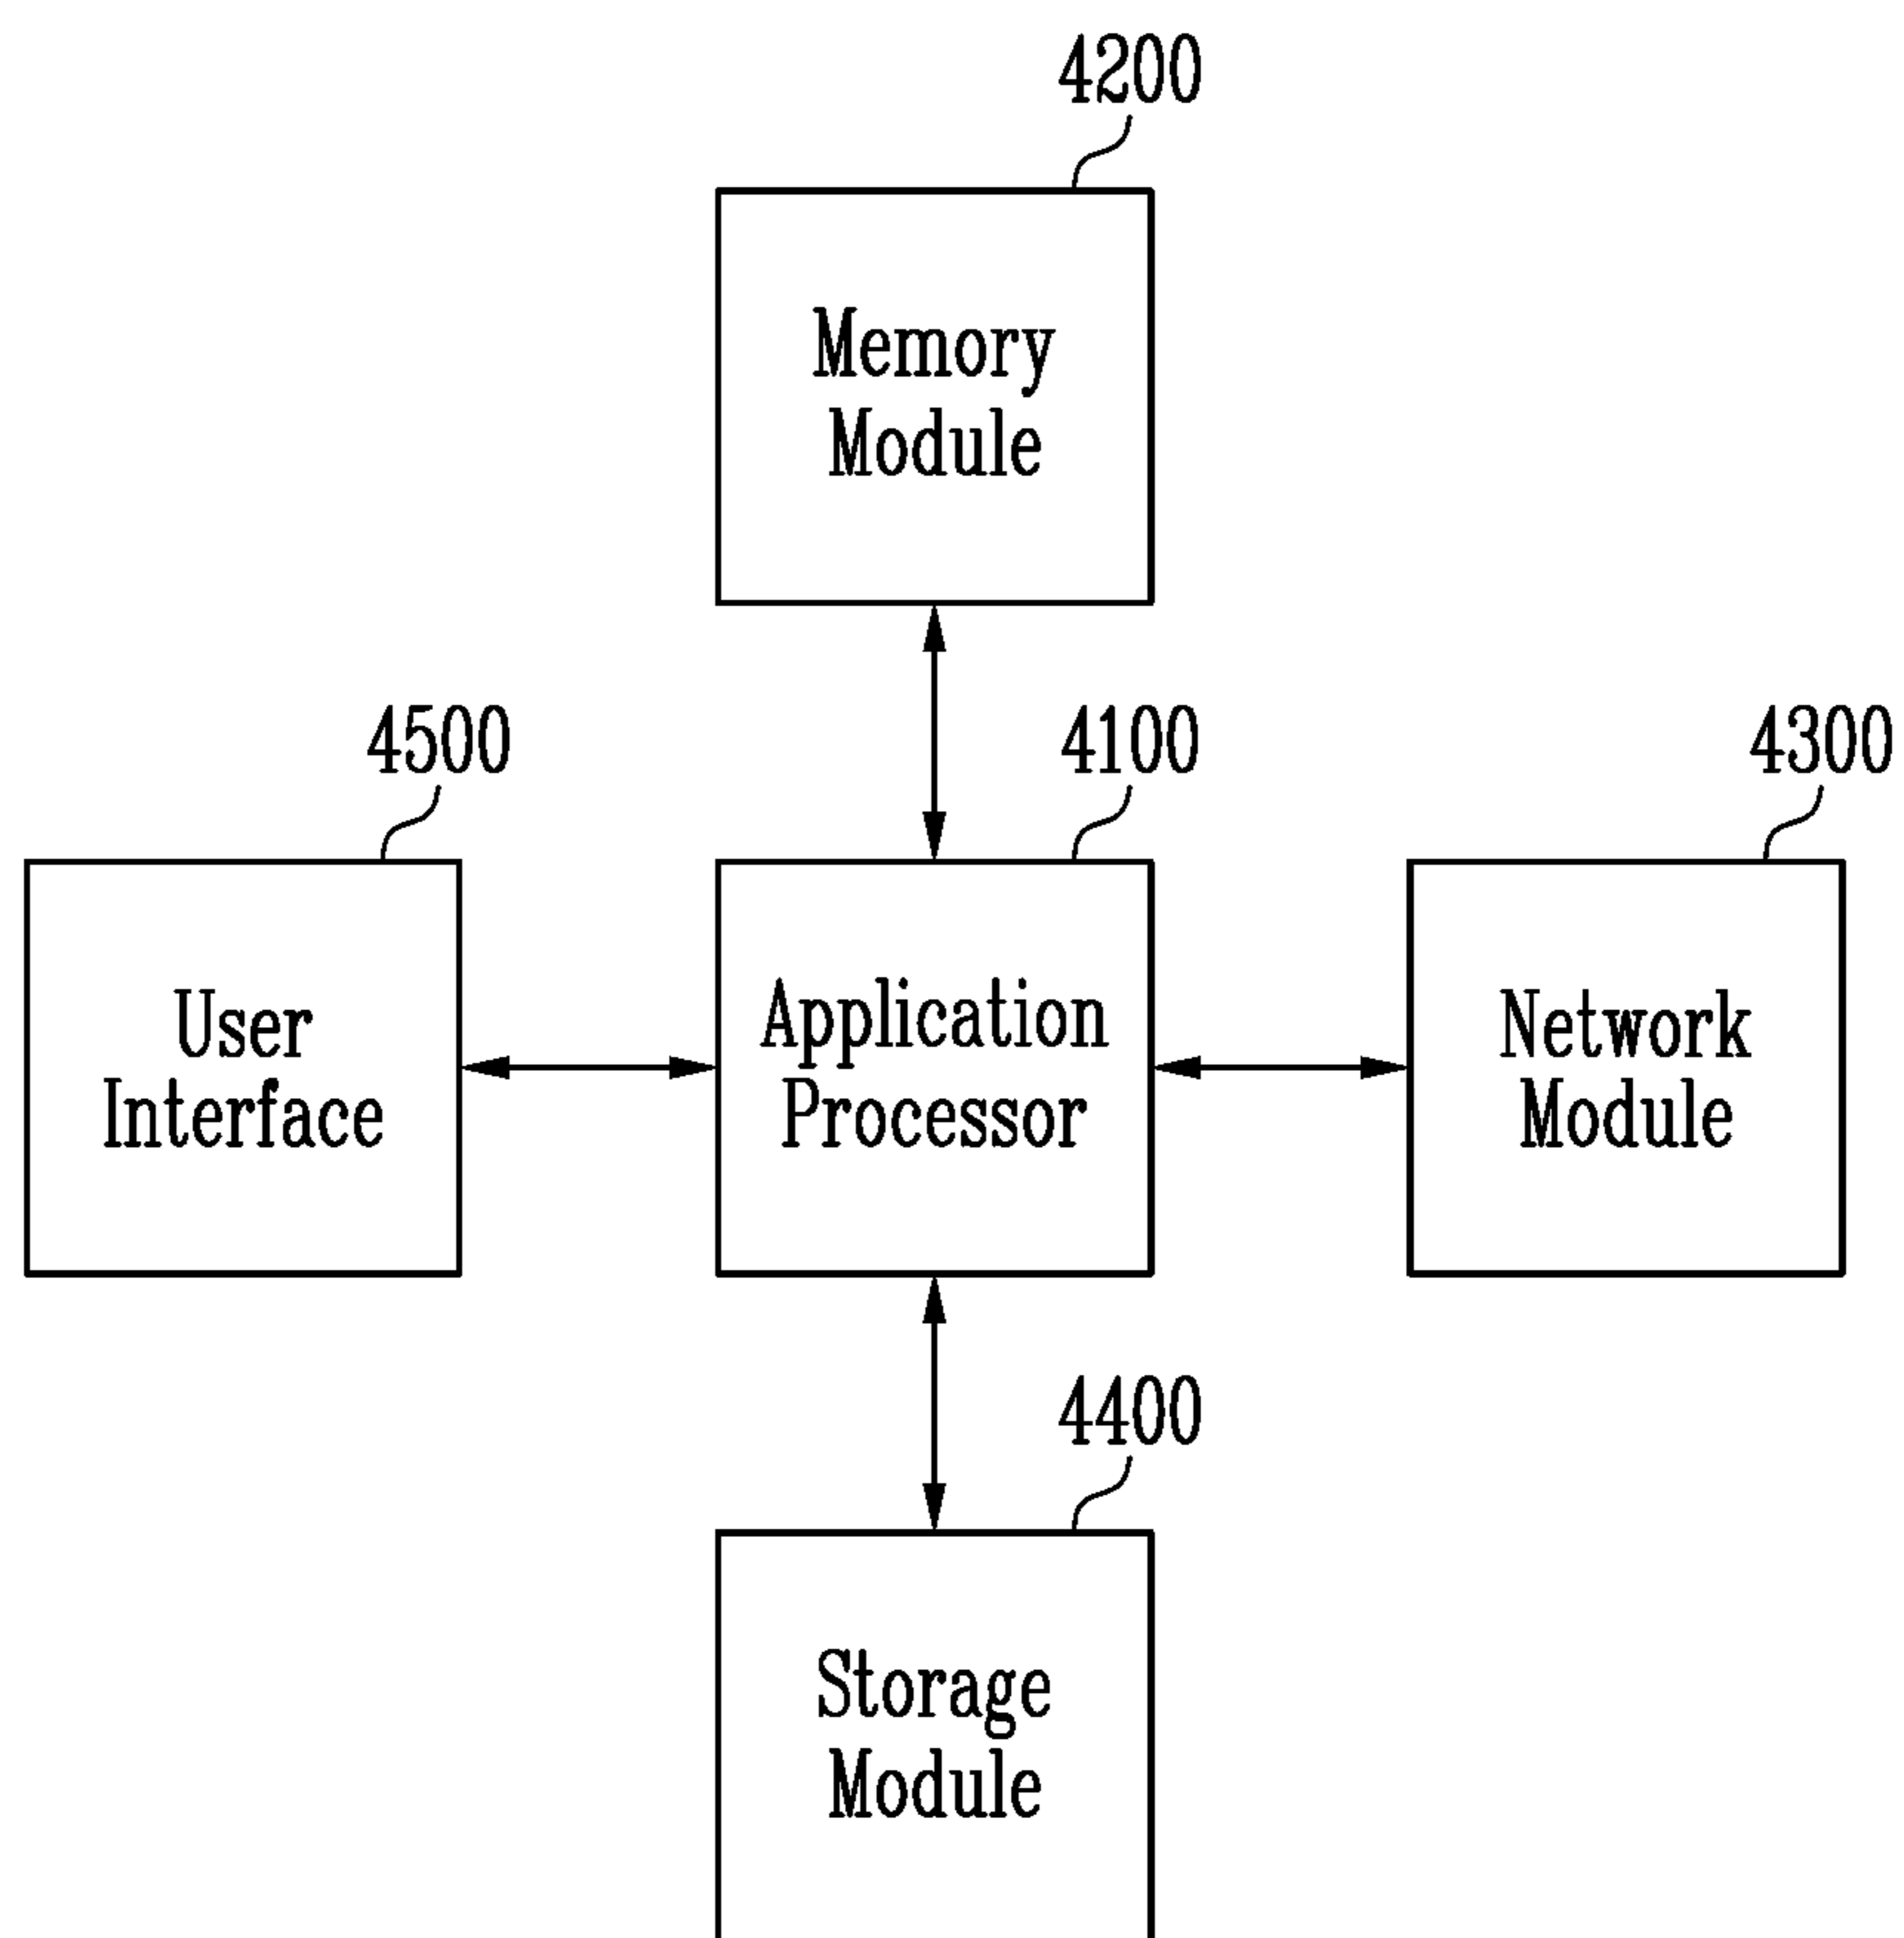 4200
Memory
Module
4500
4100
4300
User
Interface
Application
Processor
Network
Module
4400
Storage
Module